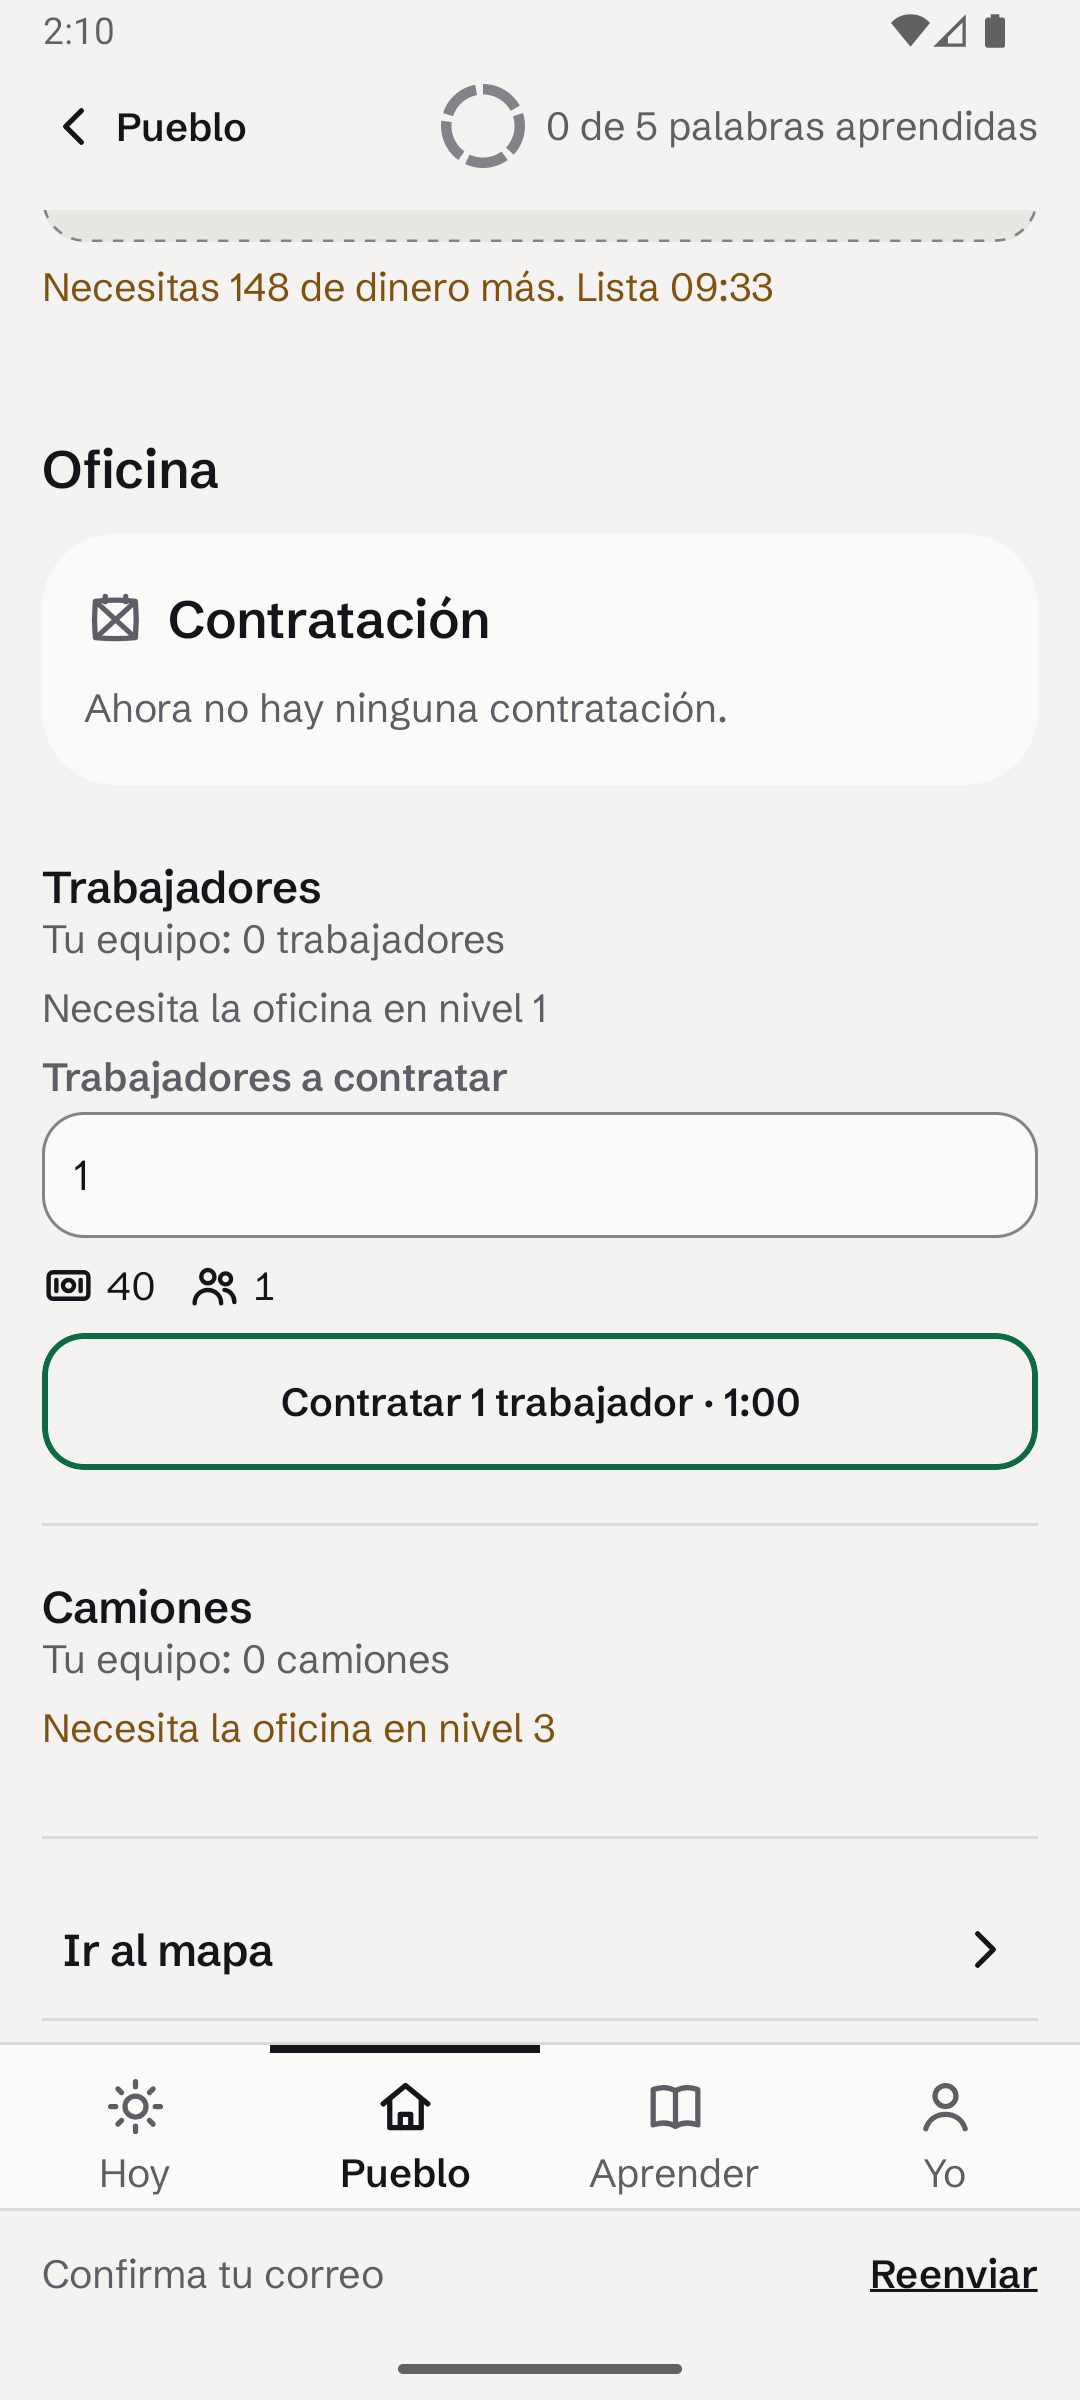 2:10
Pueblo
0 de 5 palabras aprendidas
Necesitas 148 de dinero más. Lista 09:33
Oficina
Contratación
Ahora no hay ninguna contratación.
Trabajadores
Tu equipo: 0 trabajadores
Necesita la oficina en nivel 1
Trabajadores a contratar
1
40 1
Contratar 1 trabajador · 1:00
Camiones
Tu equipo: 0 camiones
Necesita la oficina en nivel 3
Ir al mapa
Hoy
Pueblo
Aprender
Yo
Confirma tu correo
Reenviar